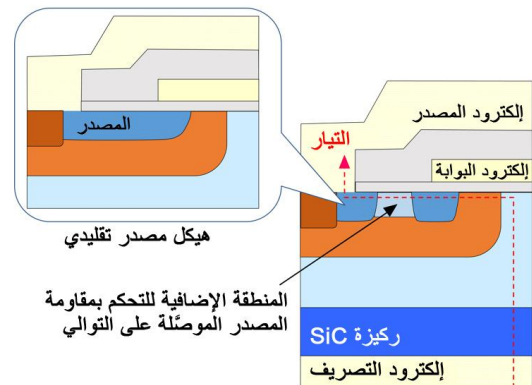 المصدر
هيكل مصدر تقليدي
إلكترود المصدر
التيار
إلكترود البوابة
المنطقة الإضافية للتحكم بمقاومة
المصدر الموصَّلة على التوالي
ركيزة SiC
إلكترود التصريف